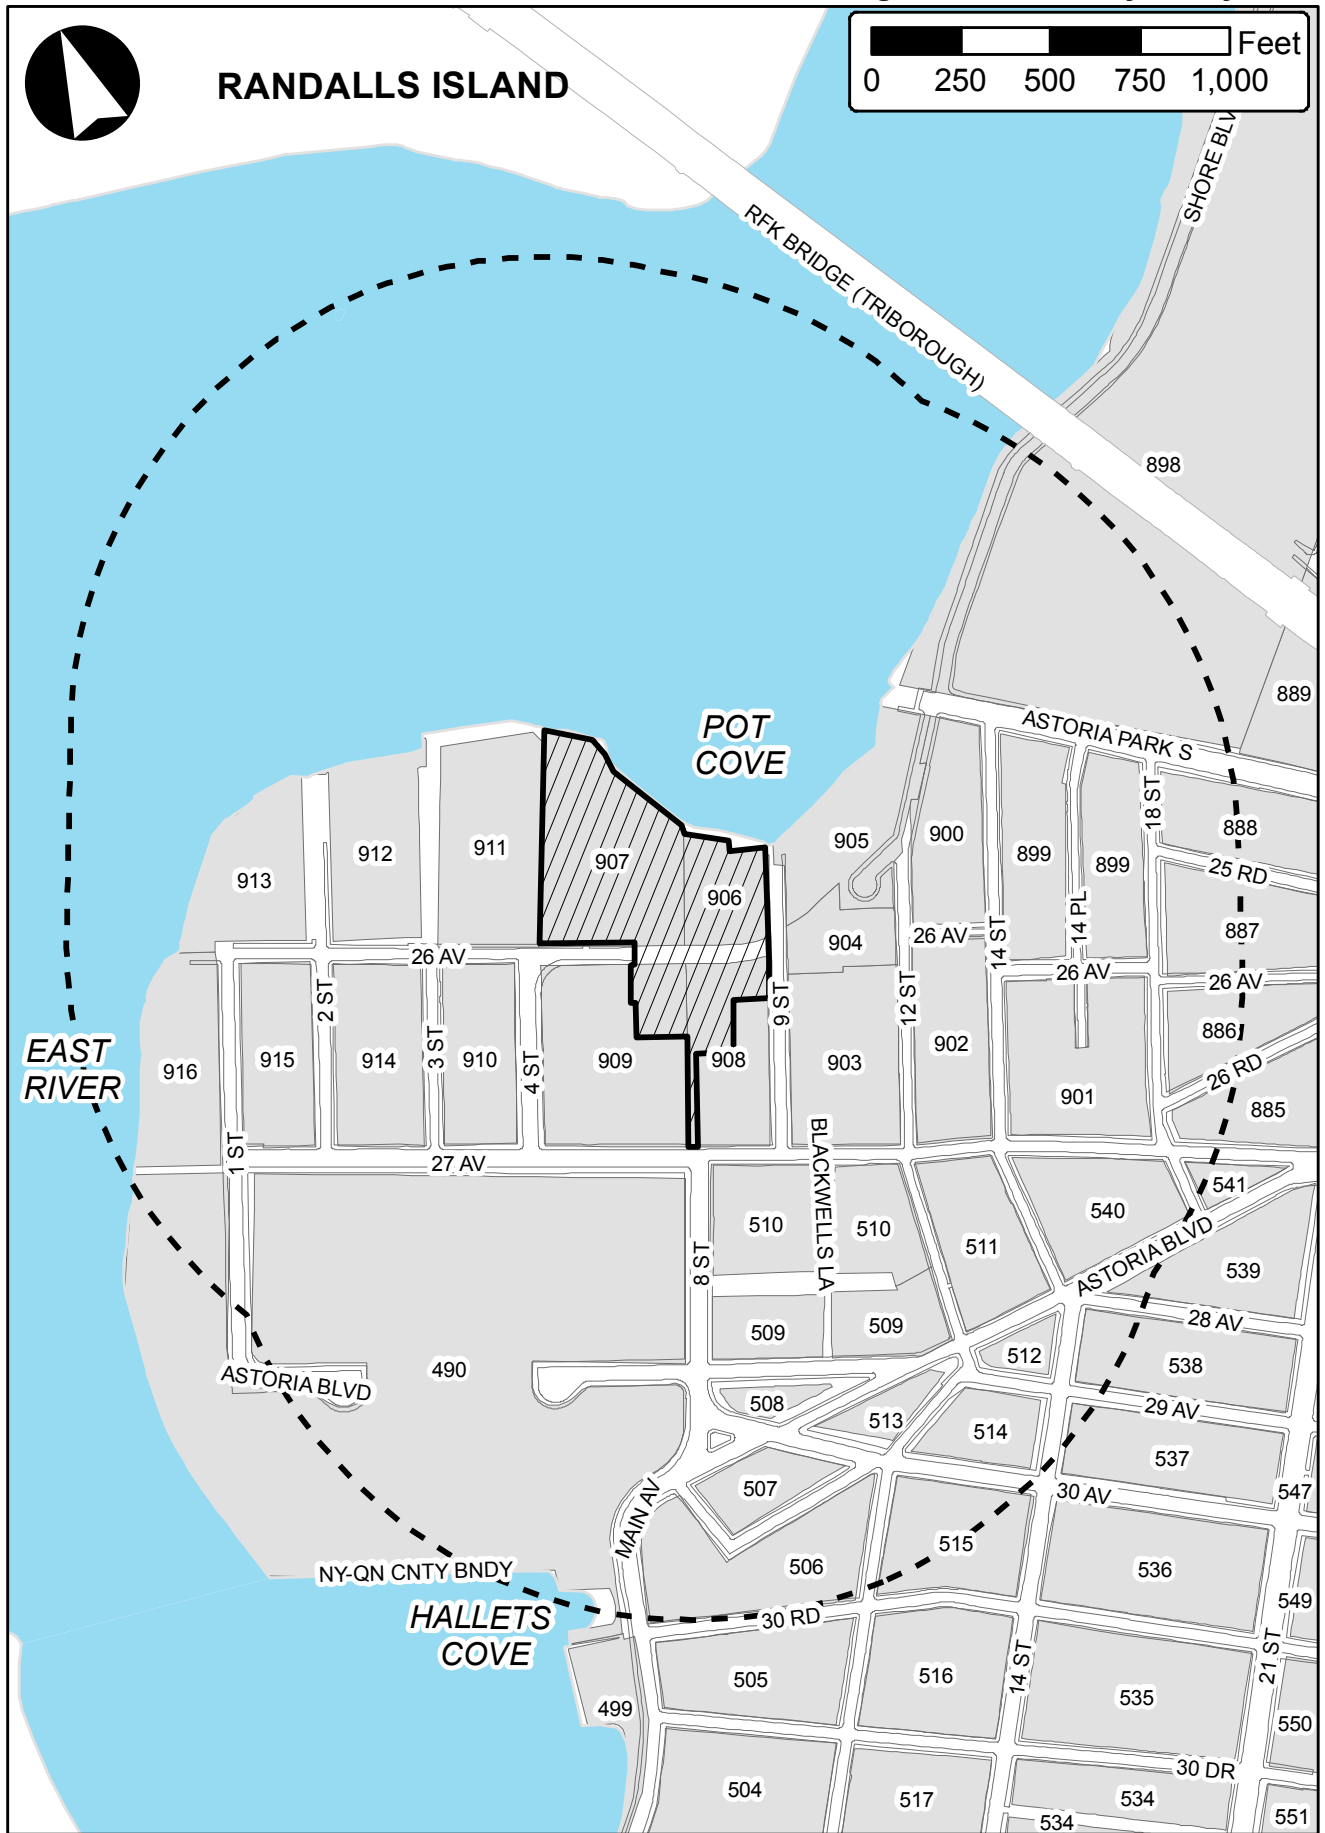 Feet
0 250 500 750 1,000
RANDALLS ISLAND
SHORE BLV
RFK BRIDGE (TRIBOROUGH)
898
889
POT
COVE
ASTORIA PARK S
18 ST
888
900
905
899
899
25 RD
912
911
907
913
906
14 PL
887
904
26 AV
14 ST
26 AV
26 AV
26 AV
2 ST
9 ST
12 ST
886
EAST
RIVER
916
915
914
3 ST
910
4 ST
909
908
903
902
901
26 RD
885
1 ST
27 AV
BLACKWELLS LA
541
510
510
511
540
8 ST
ASTORIA BLVD
539
509
509
28 AV
512
538
490
ASTORIA BLVD
508
513
514
29 AV
537
507
MAIN AV
30 AV
547
515
506
536
NY-QN CNTY BNDY
HALLETS
COVE
30 RD
549
505
516
14 ST
21 ST
535
499
550
30 DR
504
517
534
534
551